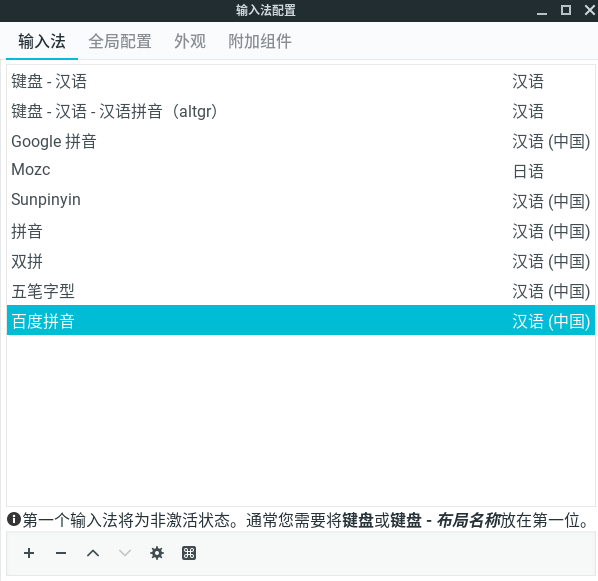 输入法配置
输入法 全局配置 外观 附加组件
键盘 - 汉语 汉语
键盘 - 汉语 - 汉语拼音（altgr） 汉语
Google 拼音 汉语 (中国)
Mozc 日语
Sunpinyin 汉语 (中国)
拼音 汉语 (中国)
双拼 汉语 (中国)
五笔字型 汉语 (中国)
百度拼音 汉语 (中国)
第一个输入法将为非激活状态。通常您需要将键盘或键盘 - 布局名称放在第一位。